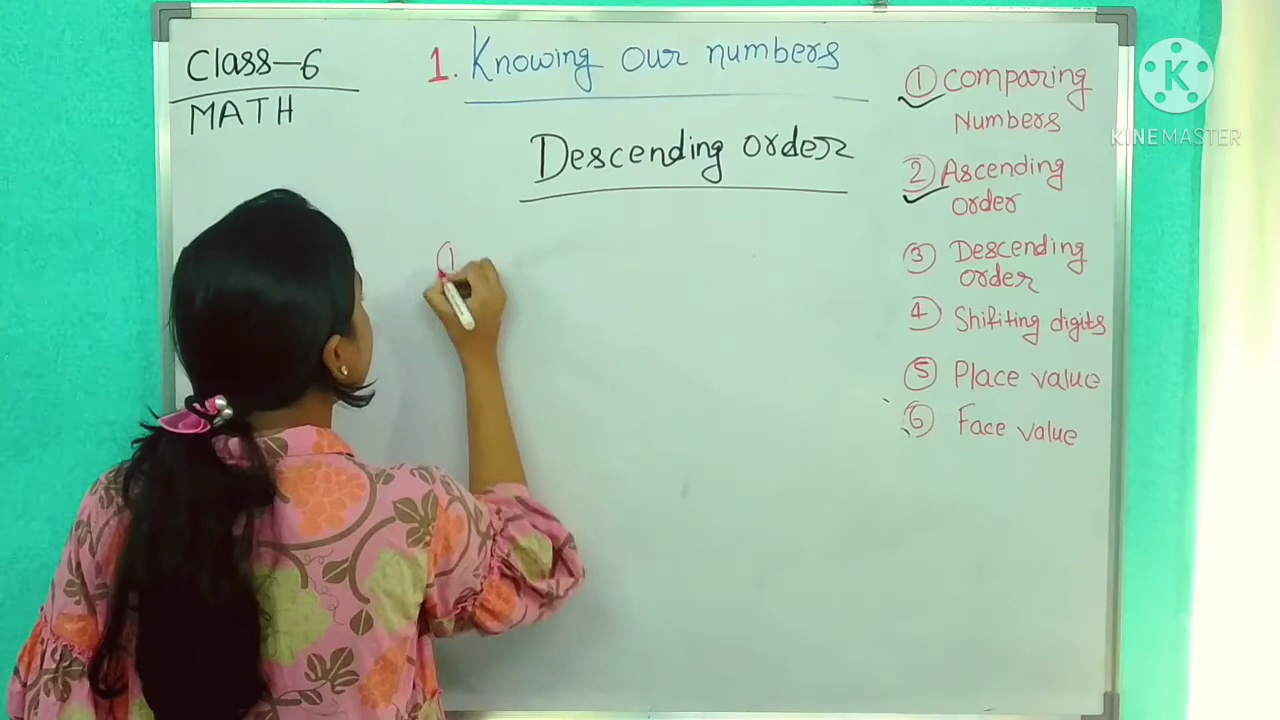 Class-6
MATH
1. Knowing our numbers
Descending order
1
① Comparing
Numbers
② Ascending
order
③ Descending
order
④ Shifiting digits
⑤ Place value
⑥ Face value
K
KINEMASTER